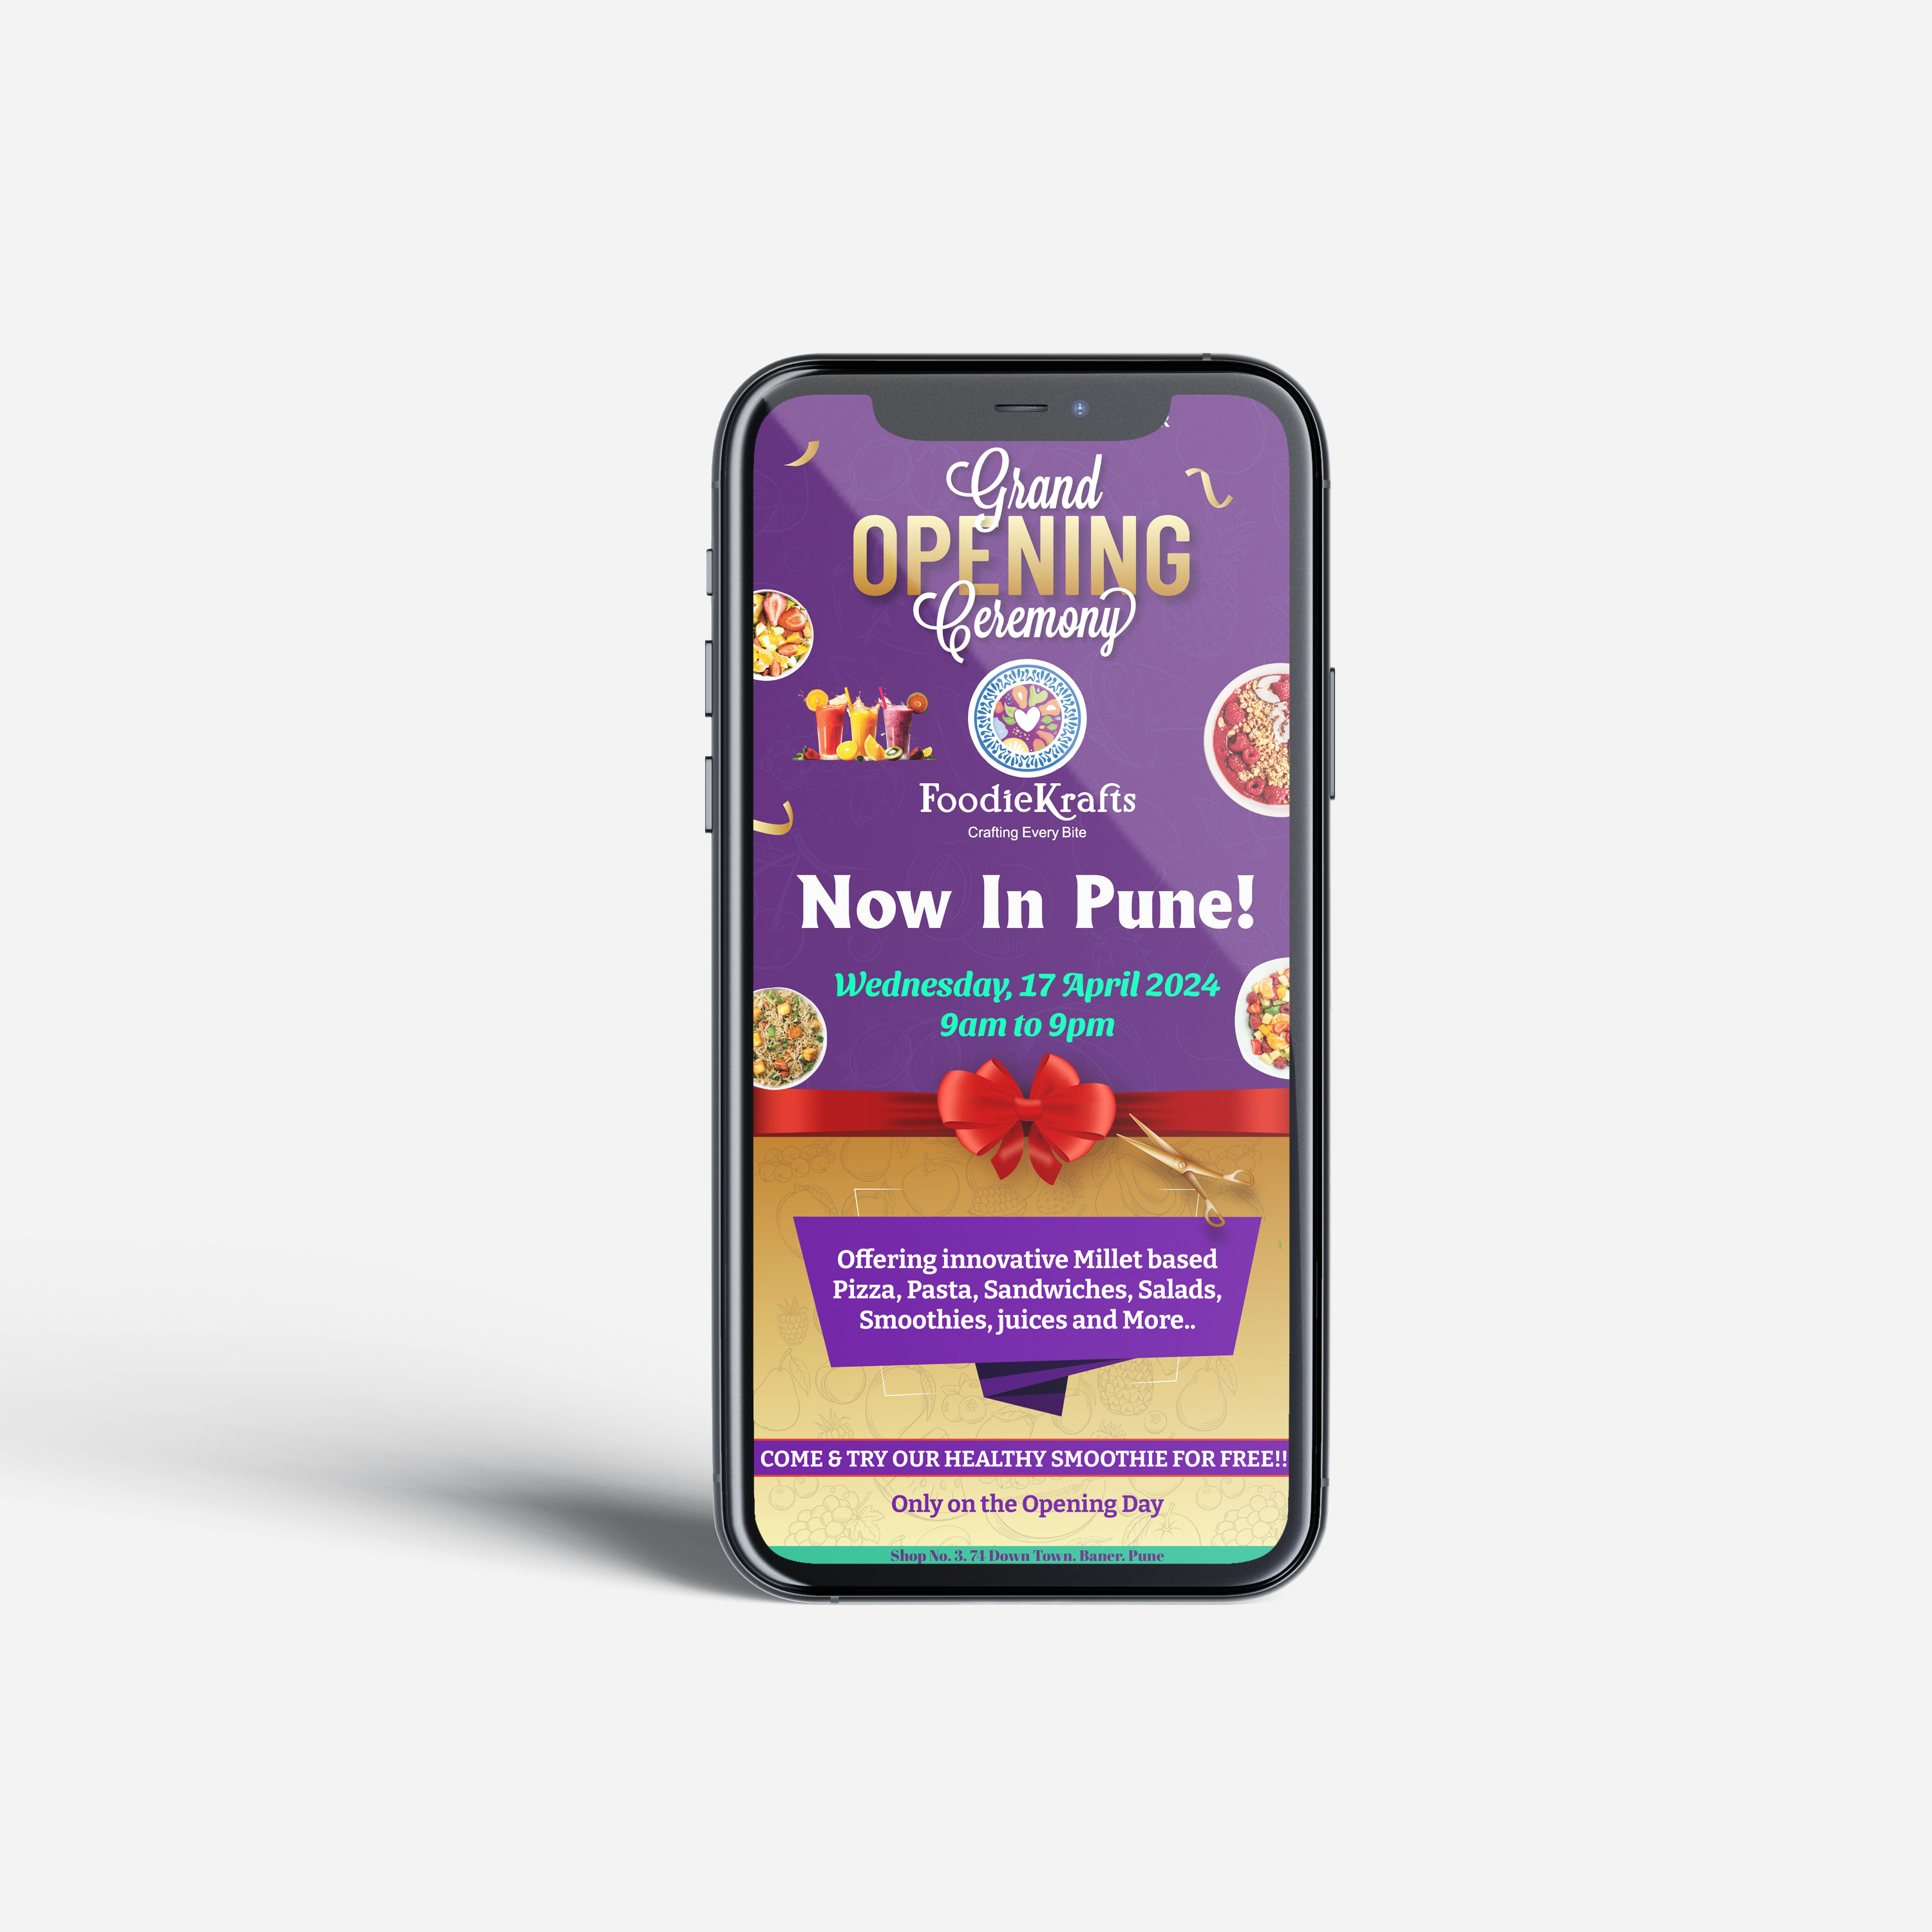 Grand
OPENING
Ceremony
FoodieKrafts
Crafting Every Bite
Now In Pune!
Wednesday, 17 April 2024
9am to 9pm
Offering innovative Millet based
Pizza, Pasta, Sandwiches, Salads,
Smoothies, juices and More..
COME & TRY OUR HEALTHY SMOOTHIE FOR FREE!!
Only on the Opening Day
Shop No. 3, 74 Down Town, Baner, Pune